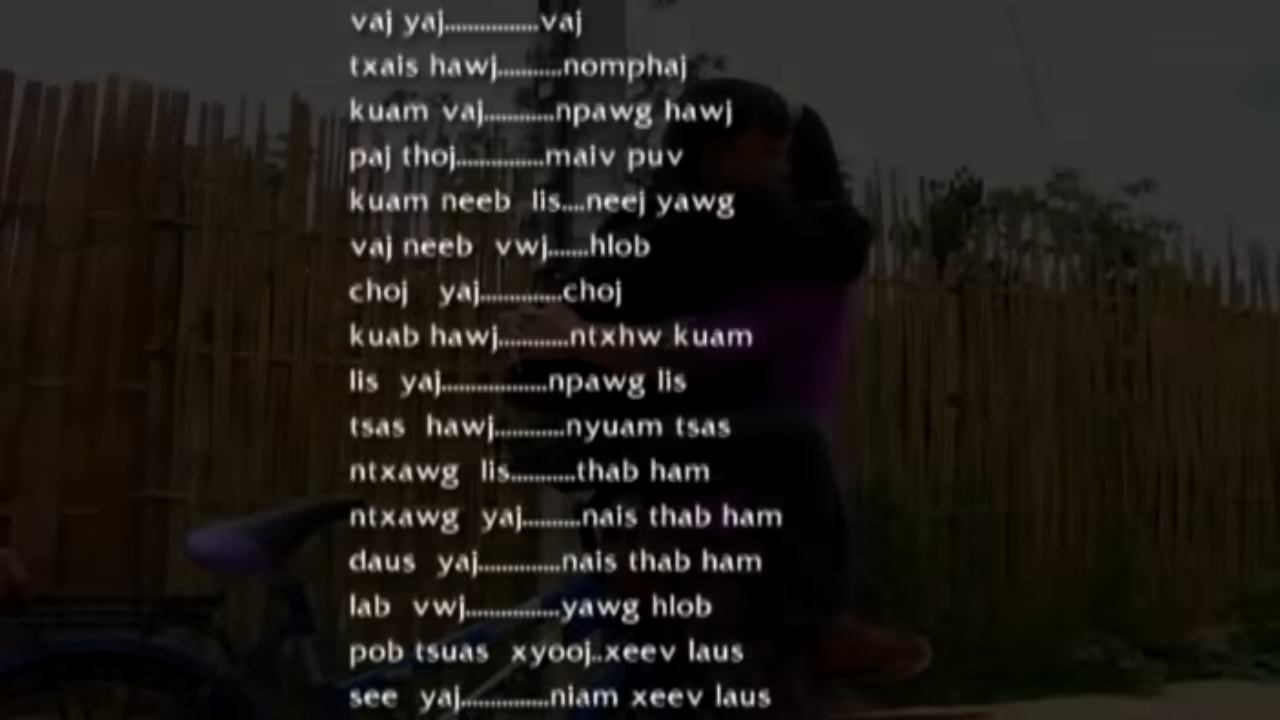 vaj yaj................vaj
txais hawj...........nomphaj
kuam vaj............npawg hawj
paj thoj...............maiv puv
kuam neeb lis....neej yawg
vaj neeb vwj.......hlob
choj yaj..............choj
kuab hawj............ntxhw kuam
lis yaj..................npawg lis
tsas hawj............nyuam tsas
ntxawg lis...........thab ham
ntxawg yaj..........nais thab ham
daus yaj..............nais thab ham
lab vwj................yawg hlob
pob tsuas xyooj..xeev laus
see yaj...............niam xeev laus